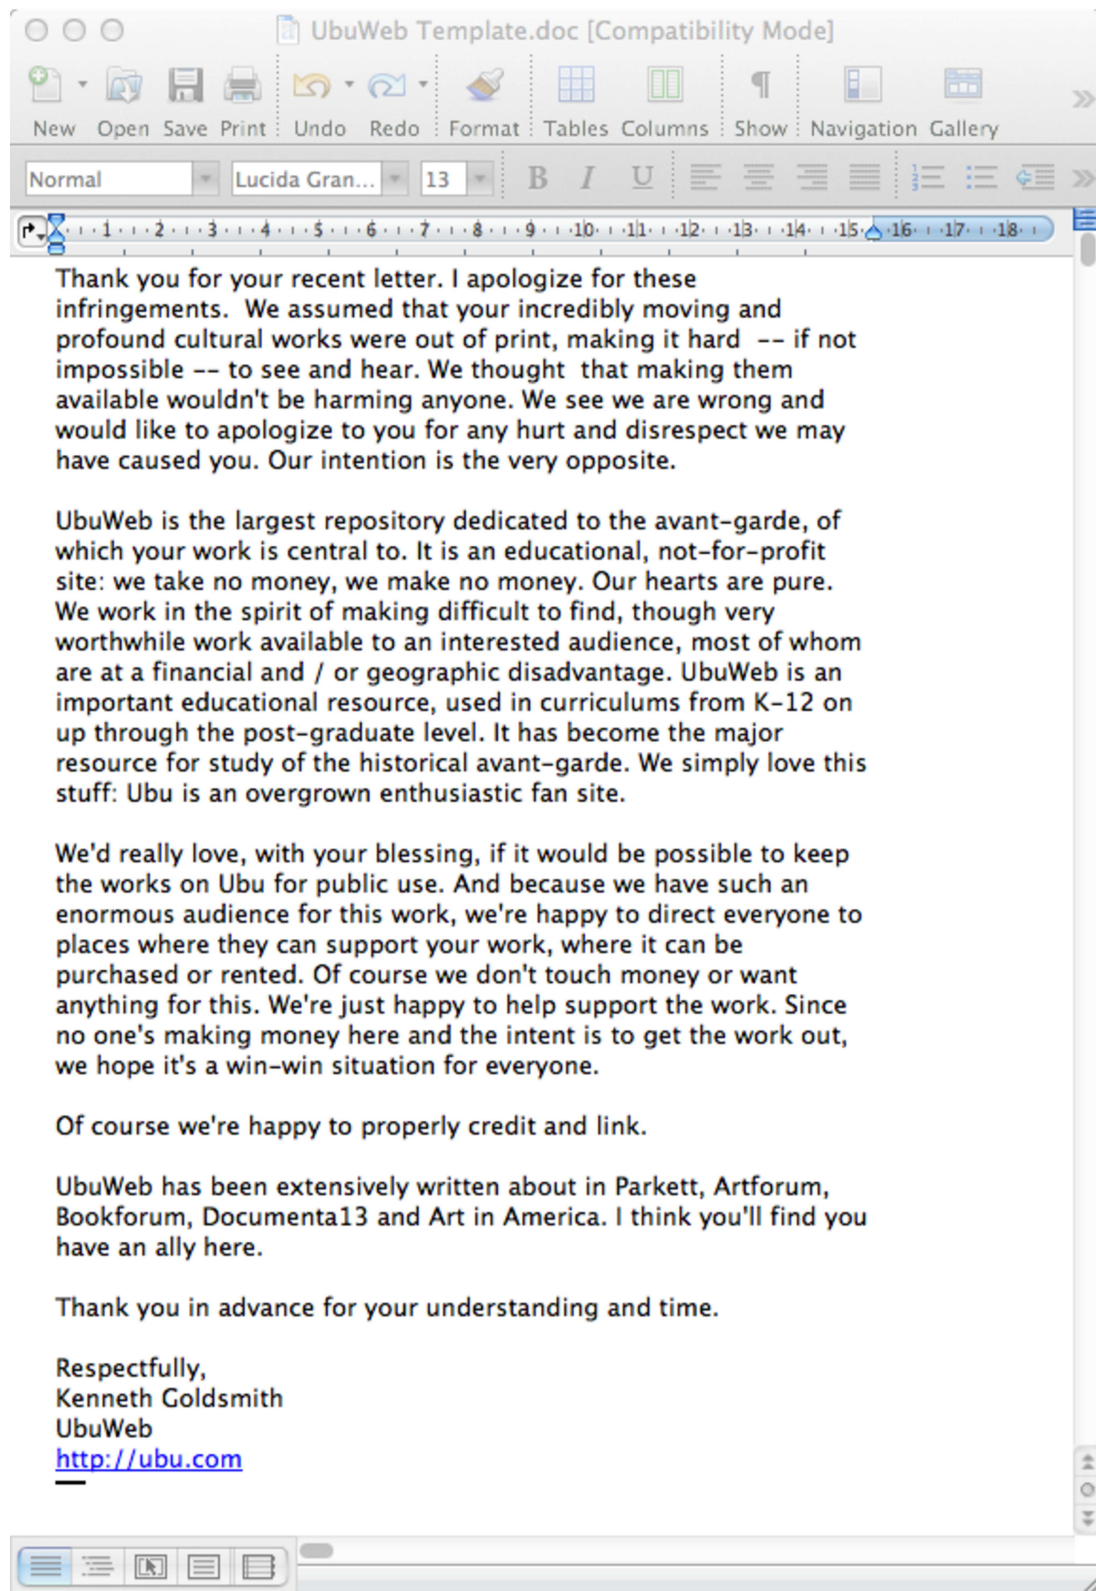 UbuWeb Template.doc [Compatibility Mode]
New Open Save Print Undo Redo Format Tables Columns Show Navigation Gallery
Normal Lucida Gran... 13 B I U
1 2 3 4 5 6 7 8 9 10 11 12 13 14 15 16 17 18
Thank you for your recent letter. I apologize for these
infringements.  We assumed that your incredibly moving and
profound cultural works were out of print, making it hard  -- if not
impossible -- to see and hear. We thought  that making them
available wouldn't be harming anyone. We see we are wrong and
would like to apologize to you for any hurt and disrespect we may
have caused you. Our intention is the very opposite.
UbuWeb is the largest repository dedicated to the avant-garde, of
which your work is central to. It is an educational, not-for-profit
site: we take no money, we make no money. Our hearts are pure.
We work in the spirit of making difficult to find, though very
worthwhile work available to an interested audience, most of whom
are at a financial and / or geographic disadvantage. UbuWeb is an
important educational resource, used in curriculums from K-12 on
up through the post-graduate level. It has become the major
resource for study of the historical avant-garde. We simply love this
stuff: Ubu is an overgrown enthusiastic fan site.
We'd really love, with your blessing, if it would be possible to keep
the works on Ubu for public use. And because we have such an
enormous audience for this work, we're happy to direct everyone to
places where they can support your work, where it can be
purchased or rented. Of course we don't touch money or want
anything for this. We're just happy to help support the work. Since
no one's making money here and the intent is to get the work out,
we hope it's a win-win situation for everyone.
Of course we're happy to properly credit and link.
UbuWeb has been extensively written about in Parkett, Artforum,
Bookforum, Documenta13 and Art in America. I think you'll find you
have an ally here.
Thank you in advance for your understanding and time.
Respectfully,
Kenneth Goldsmith
UbuWeb
http://ubu.com